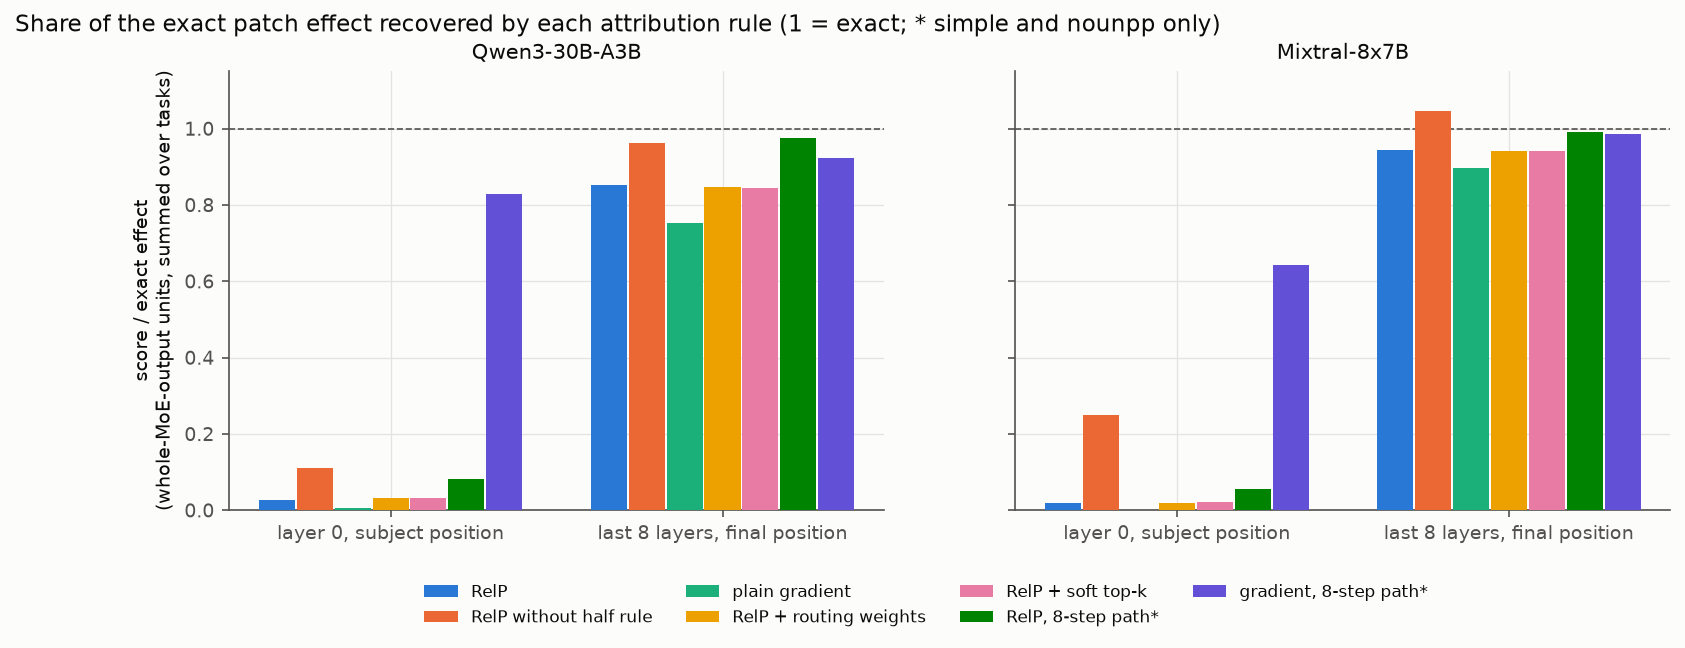 Share of the exact patch effect recovered by each attribution rule (1 = exact; * simple and nounpp only)
Qwen3-30B-A3B
Mixtral-8x7B
score / exact effect
(whole-MoE-output units, summed over tasks)
1.0
0.8
0.6
0.4
0.2
0.0
layer 0, subject position
last 8 layers, final position
layer 0, subject position
last 8 layers, final position
RelP
RelP without half rule
plain gradient
RelP + routing weights
RelP + soft top-k
RelP, 8-step path*
gradient, 8-step path*